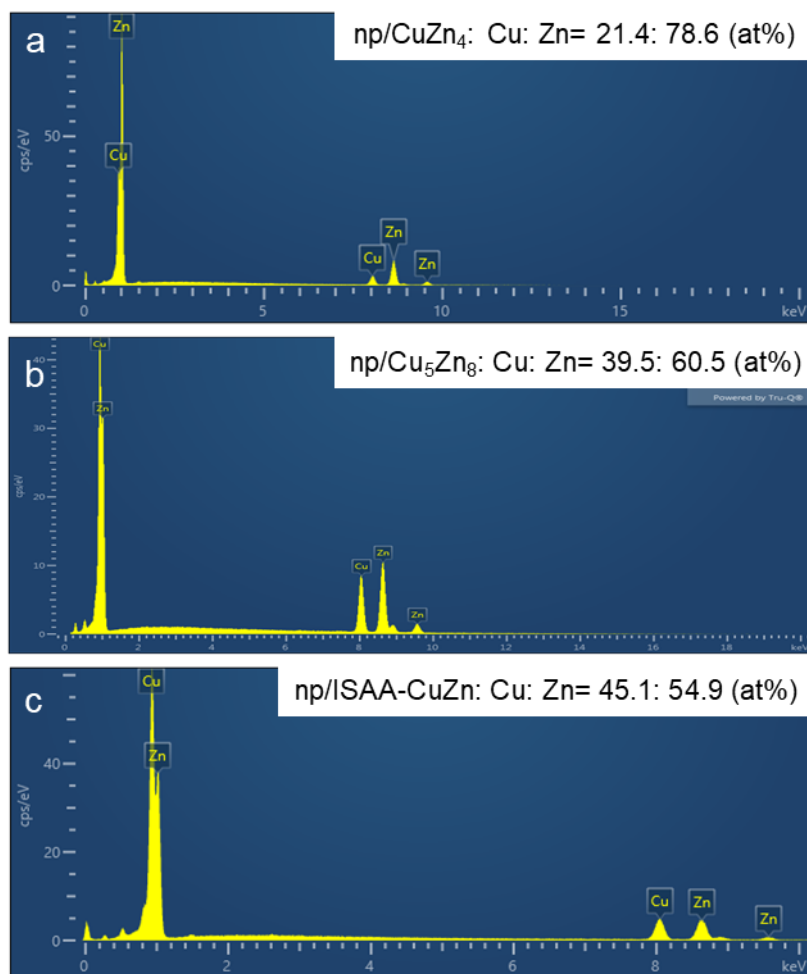 a
np/CuZn₄: Cu: Zn= 21.4: 78.6 (at%)
Zn
Cu
Zn
Cu
Zn
cps/eV
50
0
0 5 10 15 keV
b
np/Cu₅Zn₈: Cu: Zn= 39.5: 60.5 (at%)
Powered by Tru-Q®
Cu
Zn
Cu
Zn
Zn
cps/eV
40
30
20
10
0
0 2 4 6 8 10 12 14 16 18 keV
c
np/ISAA-CuZn: Cu: Zn= 45.1: 54.9 (at%)
Cu
Zn
Cu
Zn
Zn
cps/eV
40
20
0
0 2 4 6 8 keV